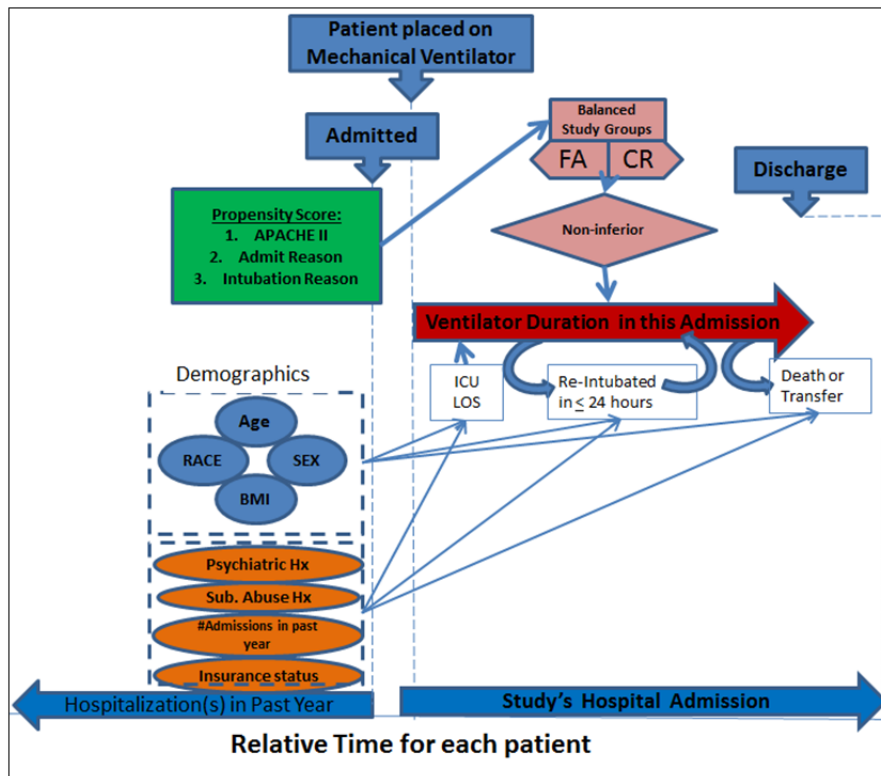 Patient placed on
Mechanical Ventilator
Admitted
Balanced
Study Groups
FA
CR
Discharge
Propensity Score:
1. APACHE II
2. Admit Reason
3. Intubation Reason
Non-inferior
Ventilator Duration in this Admission
ICU
LOS
Re-Intubated
in ≤ 24 hours
Death or
Transfer
Demographics
Age
RACE
SEX
BMI
Psychiatric Hx
Sub. Abuse Hx
#Admissions in past
year
Insurance status
Hospitalization(s) in Past Year
Study's Hospital Admission
Relative Time for each patient